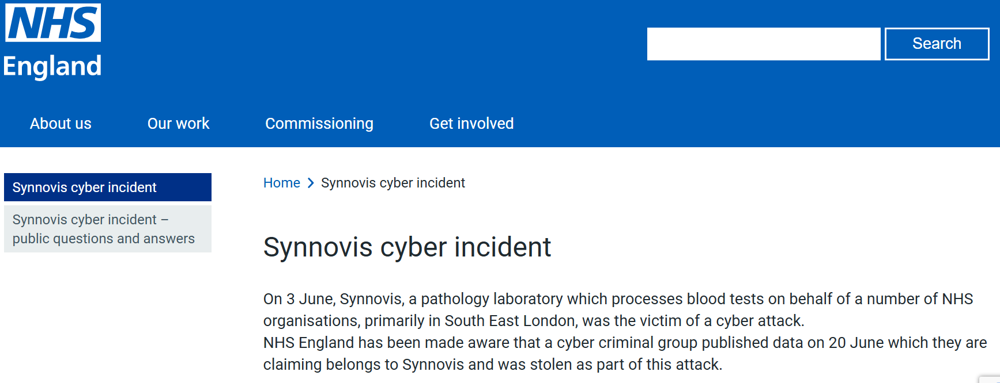 NHS
England
Search
About us
Our work
Commissioning
Get involved
Synnovis cyber incident
Synnovis cyber incident –
public questions and answers
Home
Synnovis cyber incident
Synnovis cyber incident
On 3 June, Synnovis, a pathology laboratory which processes blood tests on behalf of a number of NHS
organisations, primarily in South East London, was the victim of a cyber attack.
NHS England has been made aware that a cyber criminal group published data on 20 June which they are
claiming belongs to Synnovis and was stolen as part of this attack.